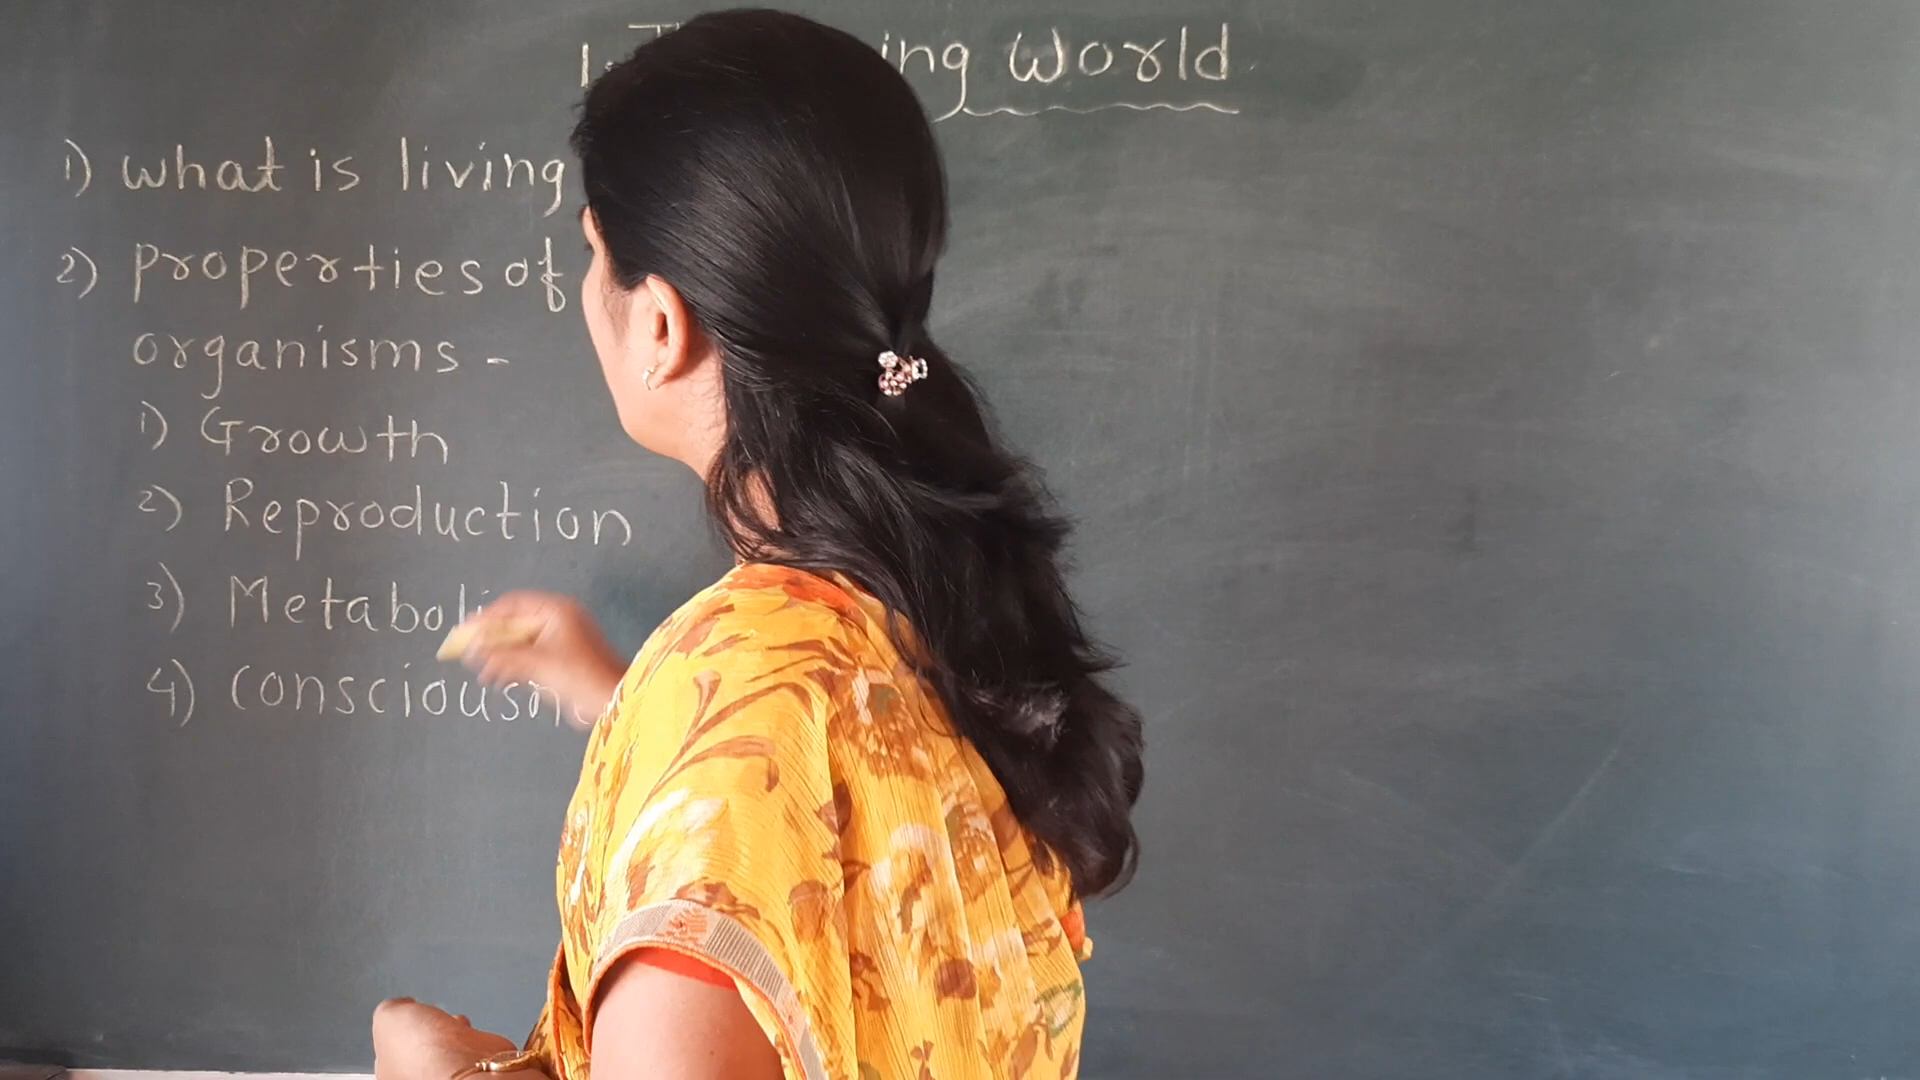 ing World
1) what is living
2) properties of
organisms -
1) Growth
2) Reproduction
3) Metaboli
4) consciousn